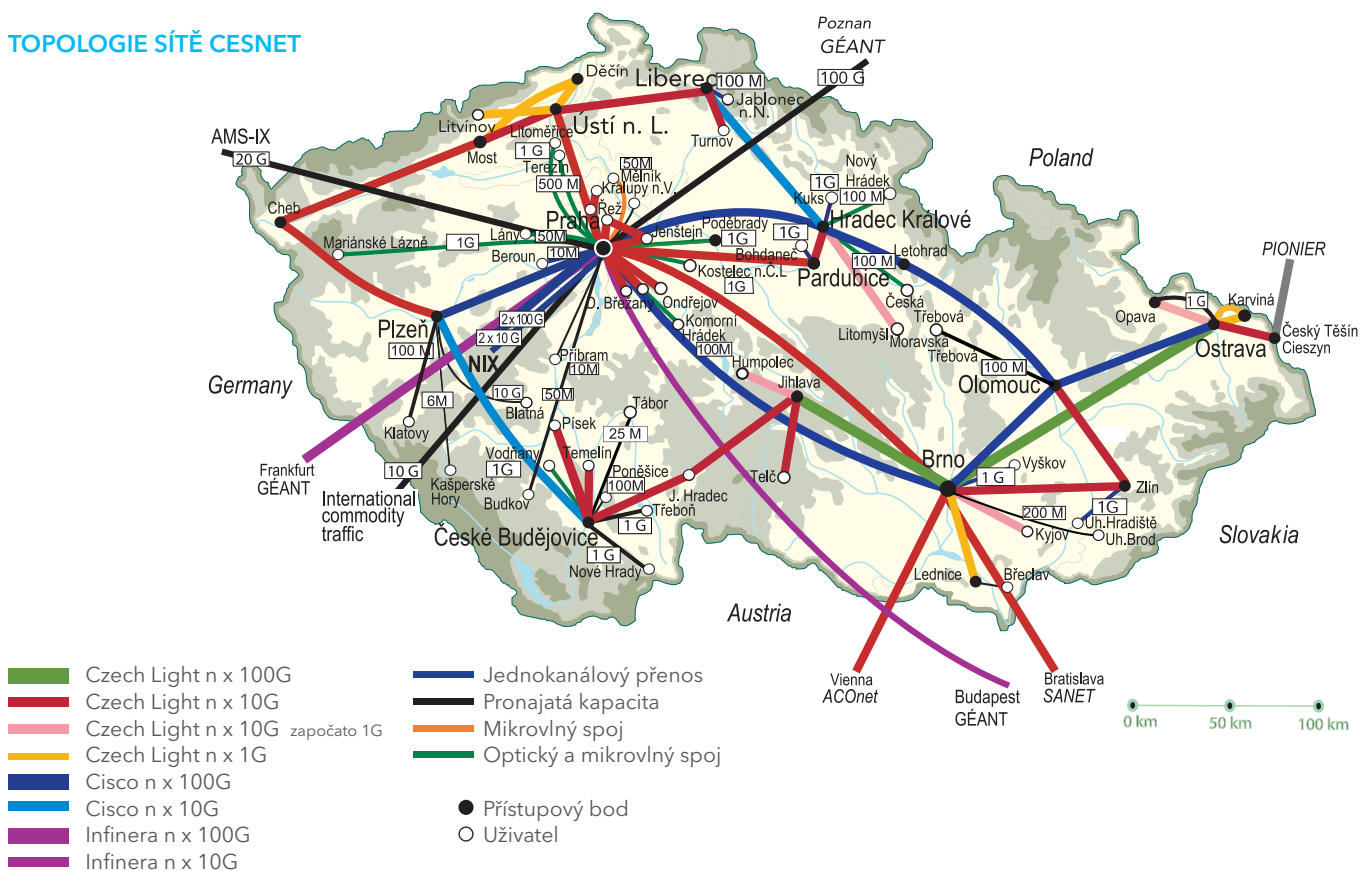 TOPOLOGIE SÍTĚ CESNET
Poznan
GÉANT
100 G
Děčín
Liberec
100 M
Jablonec
n.N.
Litvínov
Ústí n. L.
Litoměřice
1 G
Terezín
500 M
Most
Turnov
AMS-IX
20 G
50M
Mělník
Kralupy n.V.
Nový
Hrádek
1G
100 M
Kuks
Poland
Cheb
Praha
Řež
Hradec Králové
Mariánské Lázně
1G
Lány
50M
Beroun
10M
Jenštejn
Poděbrady
1G
1G
Bohdaneč
Kostelec n.Č.L
1G
Pardubice
Letohrad
100 M
PIONIER
D. Břežany
Ondřejov
Komorní
Hrádek
100M
Česká
Třebová
Litomyšl
Moravská
Třebová
100 M
Opava
1 G
Karviná
Český Těšín
Cieszyn
Ostrava
Plzeň
100 M
2x100G
2 x 10 G
NIX
Příbram
10M
Humpolec
Jihlava
Olomouc
Germany
6M
10 G
Blatná
50M
Tábor
Klatovy
Písek
25 M
Frankfurt
GÉANT
10 G
International
commodity
traffic
Kašperské
Hory
Vodňany
1G
Temelín
Budkov
Poněšice
100M
J. Hradec
Třeboň
1 G
Telč
Brno
Vyškov
1 G
Zlín
200 M
1G
Uh.Hradiště
Uh.Brod
Kyjov
Slovakia
České Budějovice
1 G
Nové Hrady
Lednice
Břeclav
Austria
Vienna
ACOnet
Budapest
GÉANT
Bratislava
SANET
0 km
50 km
100 km
Czech Light n x 100G
Czech Light n x 10G
Czech Light n x 10G započato 1G
Czech Light n x 1G
Cisco n x 100G
Cisco n x 10G
Infinera n x 100G
Infinera n x 10G
Jednokanálový přenos
Pronajatá kapacita
Mikrovlný spoj
Optický a mikrovlný spoj
Přístupový bod
Uživatel